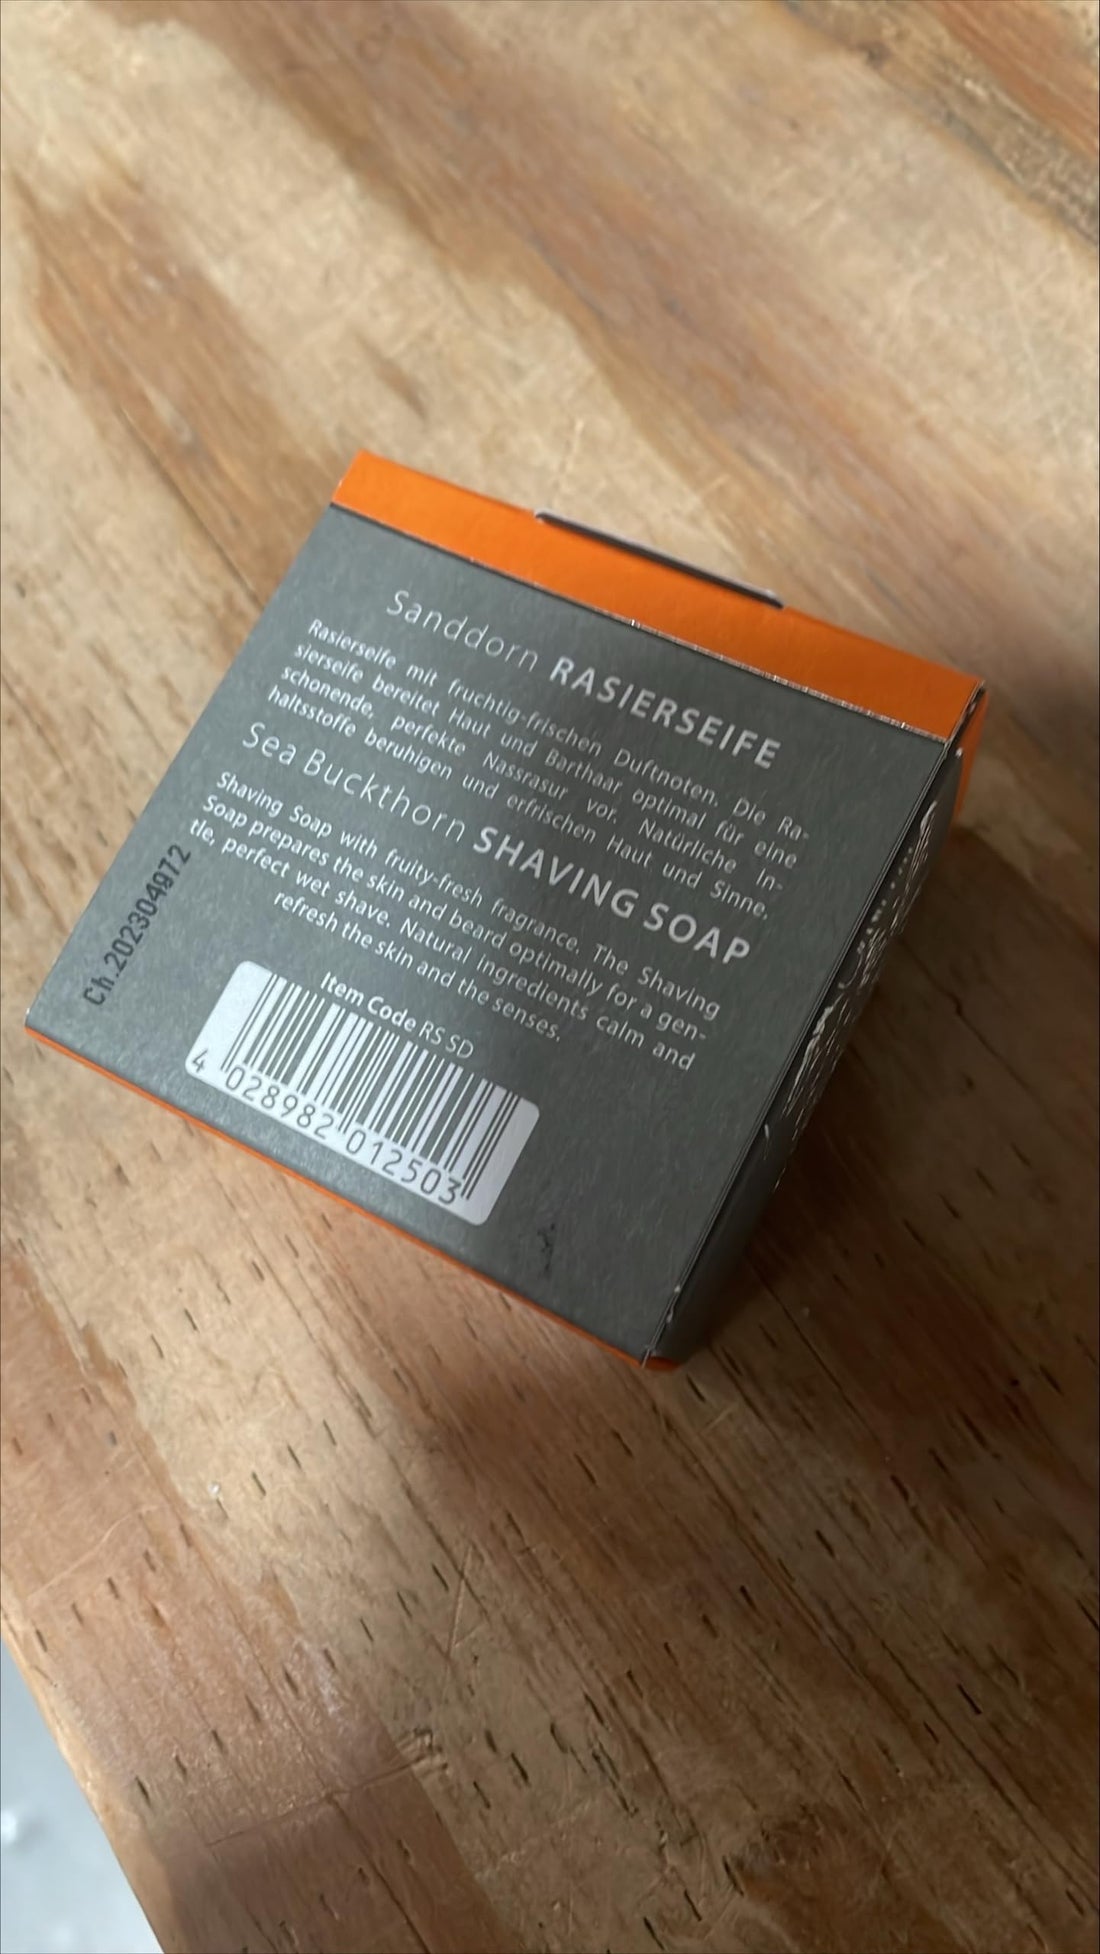 Sanddorn RASIERSEIFE
Rasierseife mit fruchtig-frischen Duftnoten. Die Ra-
sierseife bereitet Haut und Barthaar optimal für eine
schonende, perfekte Nassrasur vor. Natürliche In-
haltsstoffe beruhigen und erfrischen Haut und Sinne.
Sea Buckthorn SHAVING SOAP
Shaving Soap with fruity-fresh fragrance. The Shaving
Soap prepares the skin and beard optimally for a gen-
tle, perfect wet shave. Natural ingredients calm and
refresh the skin and the senses.
Item Code RS SD
4 028982 012503
Ch.202304972